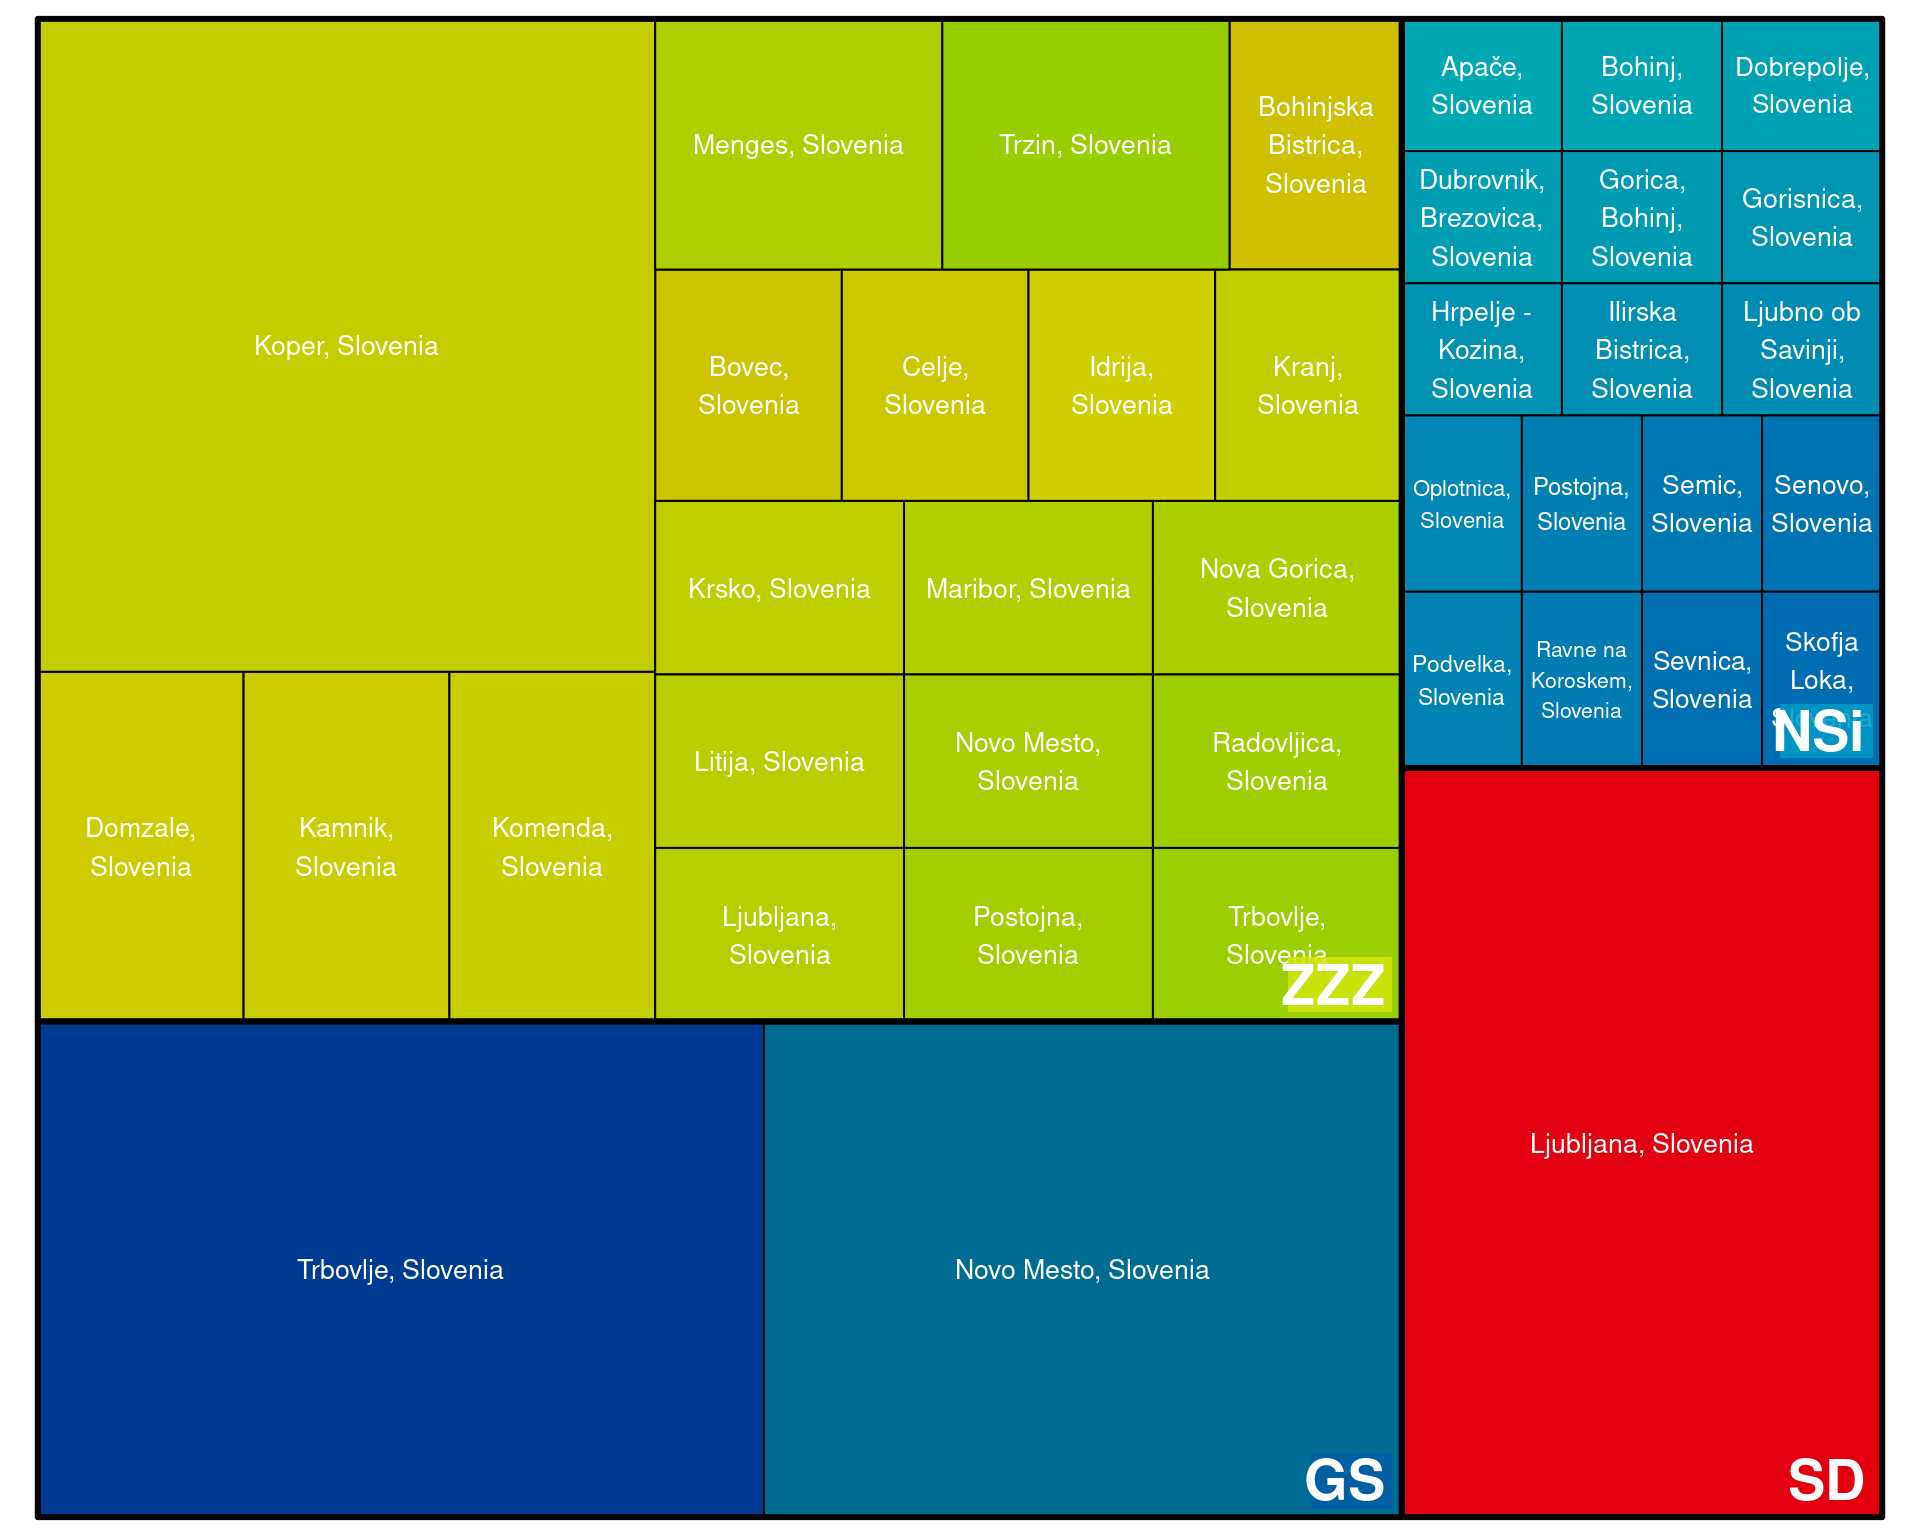 Koper, Slovenia
Menges, Slovenia
Trzin, Slovenia
Bohinjska
Bistrica,
Slovenia
Bovec,
Slovenia
Celje,
Slovenia
Idrija,
Slovenia
Kranj,
Slovenia
Krsko, Slovenia
Maribor, Slovenia
Nova Gorica,
Slovenia
Domzale,
Slovenia
Kamnik,
Slovenia
Komenda,
Slovenia
Litija, Slovenia
Novo Mesto,
Slovenia
Radovljica,
Slovenia
Ljubljana,
Slovenia
Postojna,
Slovenia
Trbovlje,
Slovenia
ZZZ
Trbovlje, Slovenia
Novo Mesto, Slovenia
GS
Apače,
Slovenia
Bohinj,
Slovenia
Dobrepolje,
Slovenia
Dubrovnik,
Brezovica,
Slovenia
Gorica,
Bohinj,
Slovenia
Gorisnica,
Slovenia
Hrpelje -
Kozina,
Slovenia
Ilirska
Bistrica,
Slovenia
Ljubno ob
Savinji,
Slovenia
Oplotnica,
Slovenia
Postojna,
Slovenia
Semic,
Slovenia
Senovo,
Slovenia
Podvelka,
Slovenia
Ravne na
Koroskem,
Slovenia
Sevnica,
Slovenia
Skofja
Loka,
NSi
Ljubljana, Slovenia
SD